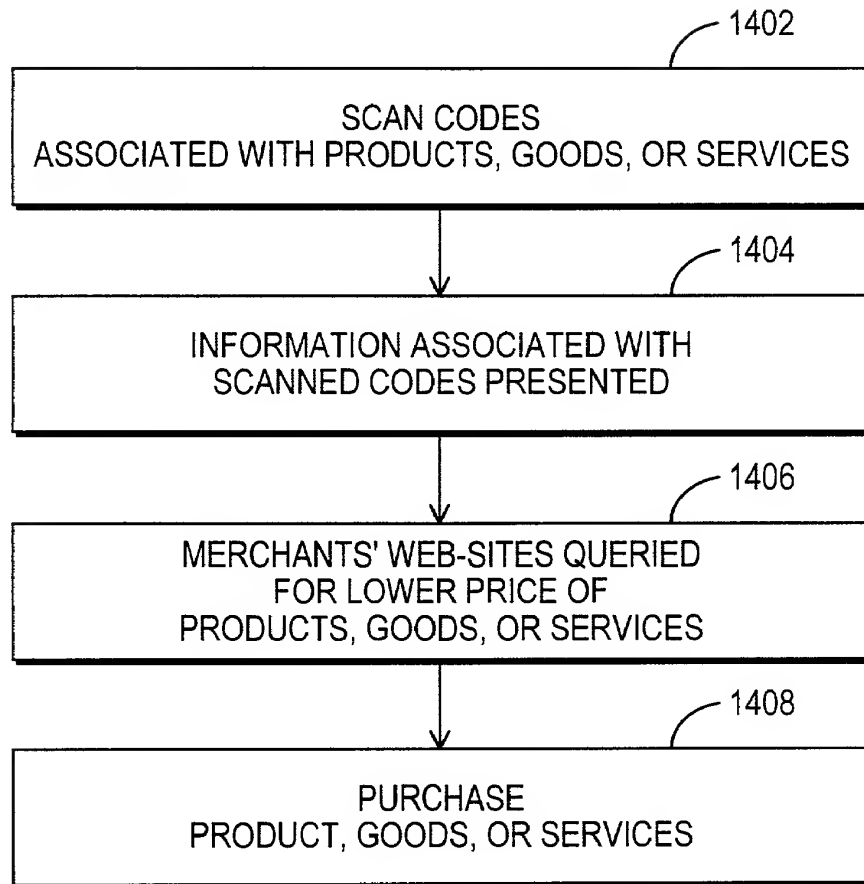 1402
SCAN CODES
ASSOCIATED WITH PRODUCTS, GOODS, OR SERVICES
1404
INFORMATION ASSOCIATED WITH
SCANNED CODES PRESENTED
1406
MERCHANTS' WEB-SITES QUERIED
FOR LOWER PRICE OF
PRODUCTS, GOODS, OR SERVICES
1408
PURCHASE
PRODUCT, GOODS, OR SERVICES